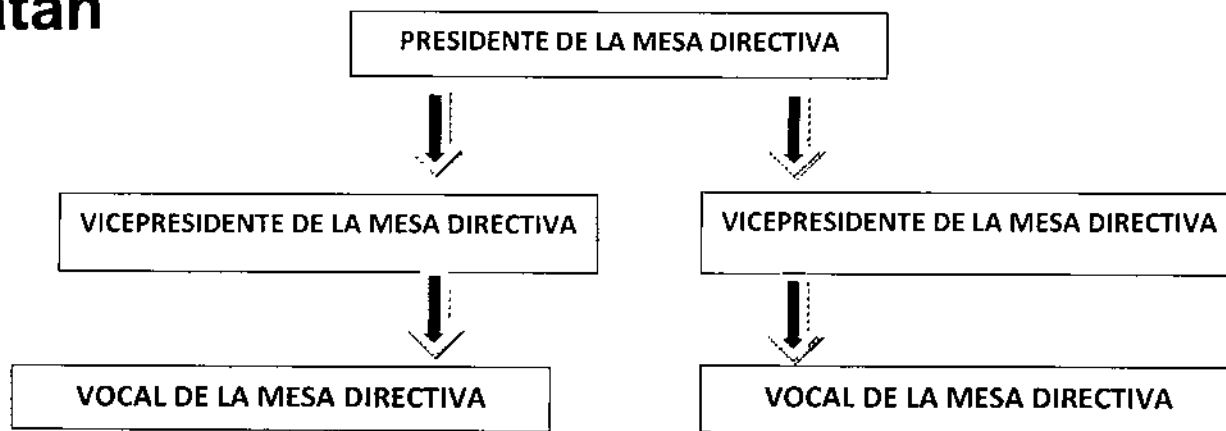 PRESIDENTE DE LA MESA DIRECTIVA
VICEPRESIDENTE DE LA MESA DIRECTIVA
VICEPRESIDENTE DE LA MESA DIRECTIVA
VOCAL DE LA MESA DIRECTIVA
VOCAL DE LA MESA DIRECTIVA